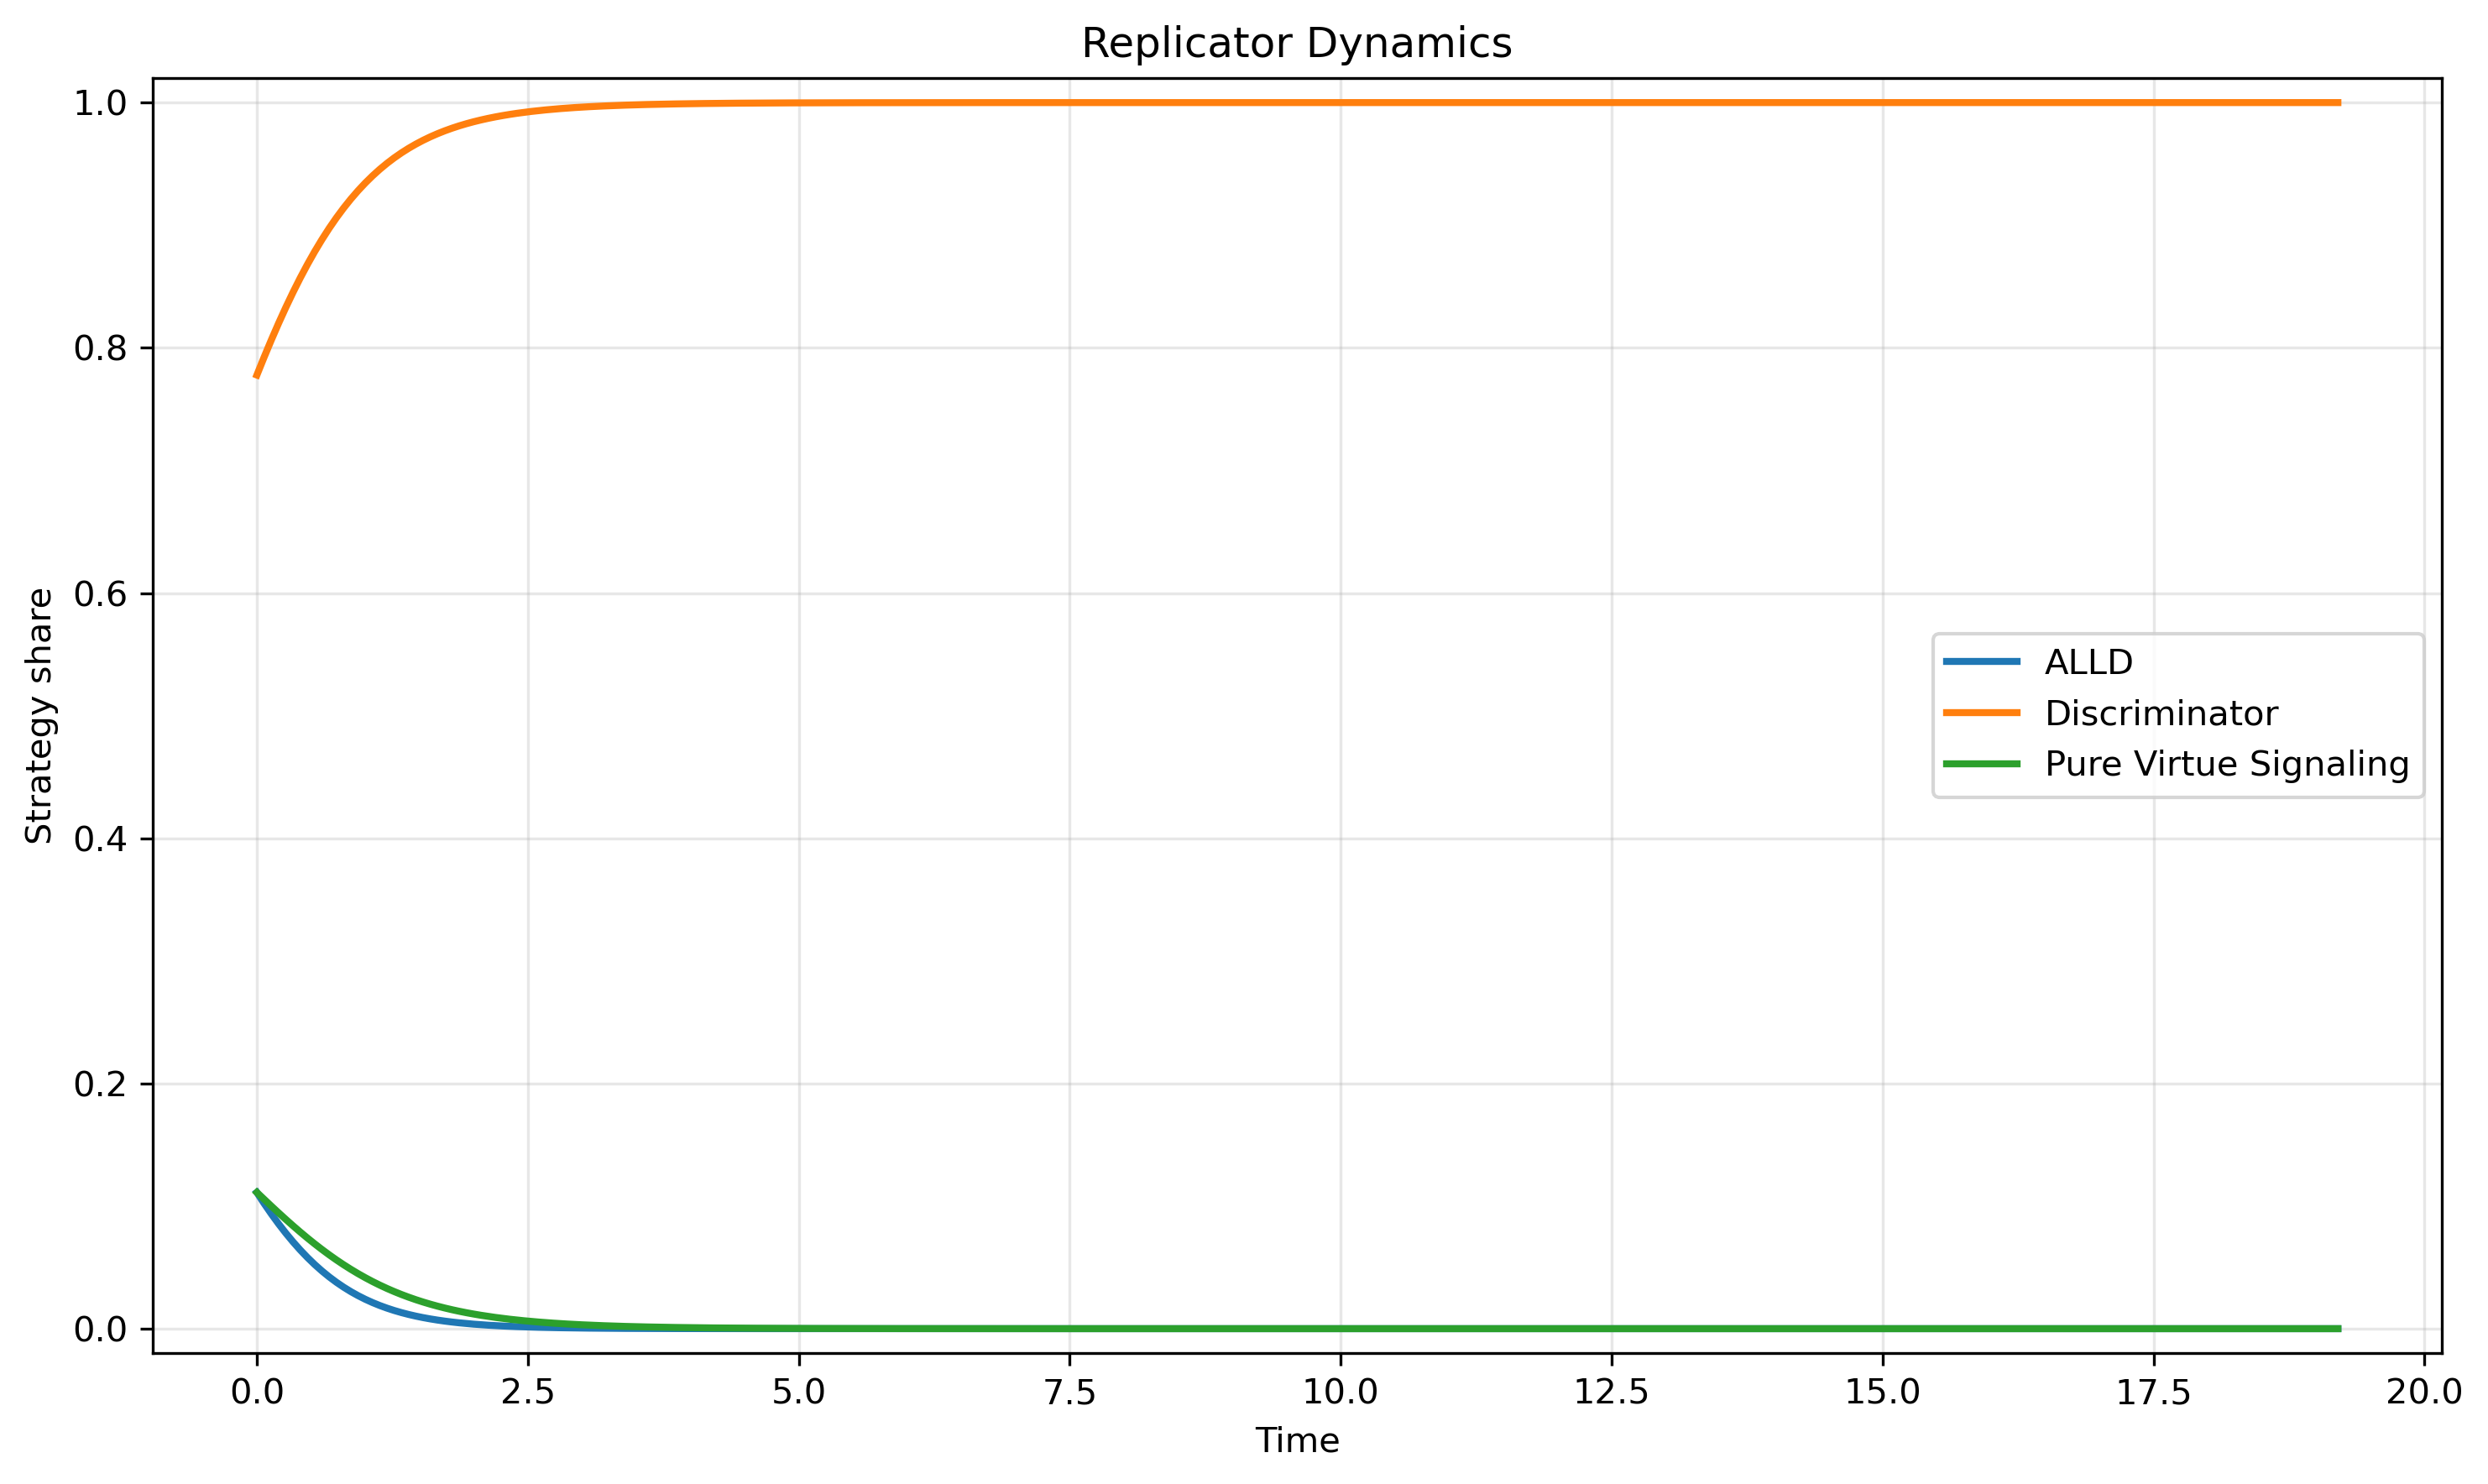 Replicator Dynamics
1.0
0.8
0.6
0.4
0.2
0.0
Strategy share
ALLD
Discriminator
Pure Virtue Signaling
0.0 2.5 5.0 7.5 10.0 12.5 15.0 17.5 20.0
Time